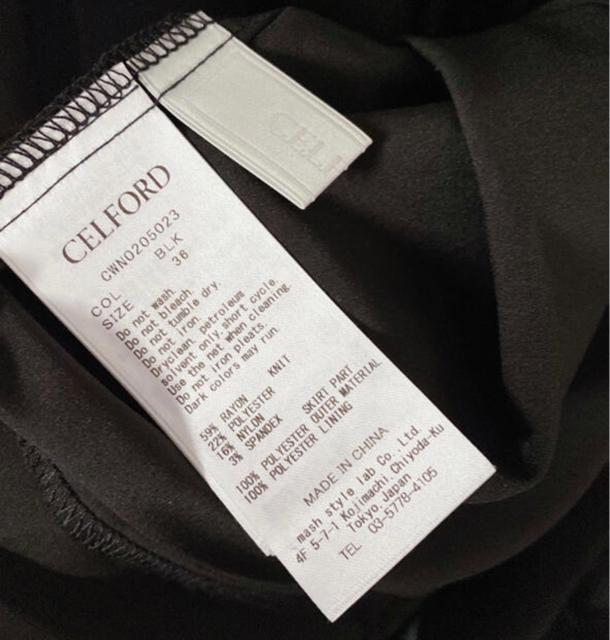 CELFORD
CWN0205023
COL BLK
SIZE 36
Do not wash.
Do not bleach.
Do not tumble dry.
Do not iron.
Dryclean, petroleum
solvent only, short cycle.
Use the net when cleaning.
Do not iron pleats.
Dark colors may run.
KNIT
59% RAYON
22% POLYESTER
16% NYLON
3% SPANDEX
SKIRT PART
100% POLYESTER OUTER MATERIAL
100% POLYESTER LINING
MADE IN CHINA
mash style lab Co., Ltd.
4F 5-7-1 Kojimachi, Chiyoda-Ku
Tokyo, Japan
TEL 03-5778-4105
CELF